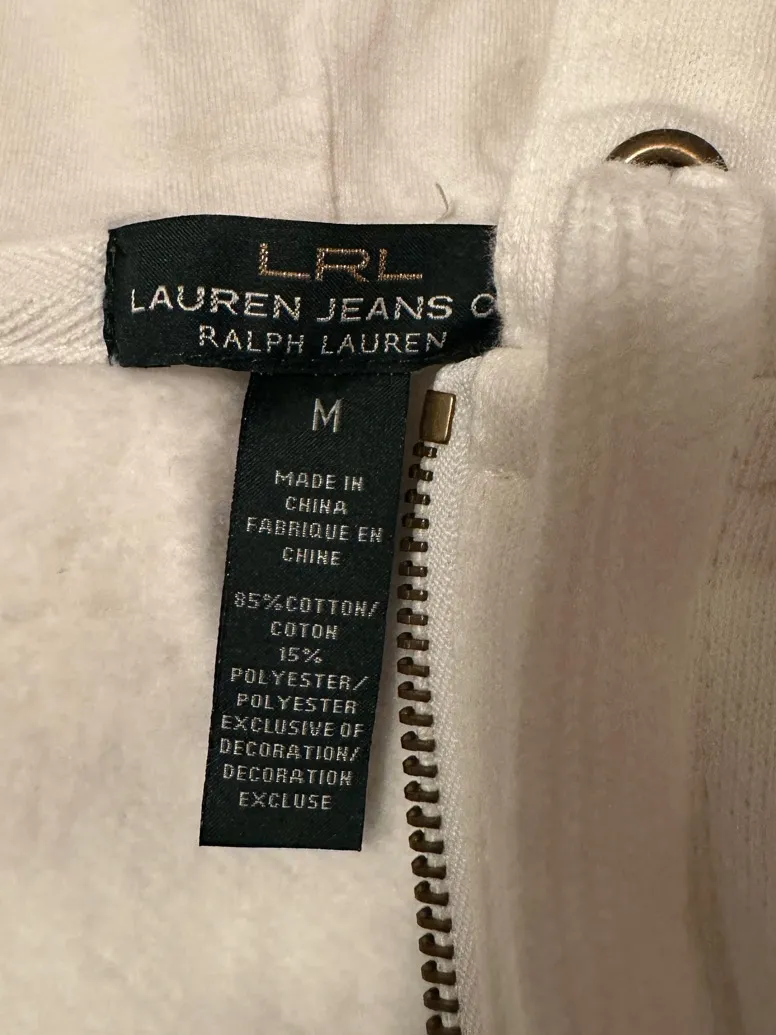 LRL
LAUREN JEANS C
RALPH LAUREN
M
MADE IN
CHINA
FABRIQUE EN
CHINE
85%COTTON/
COTON
15%
POLYESTER/
POLYESTER
EXCLUSIVE OF
DECORATION/
DECORATION
EXCLUSE